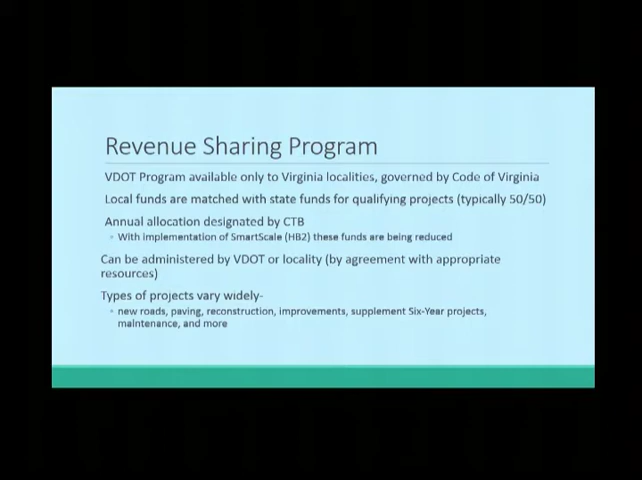 Revenue Sharing Program
VDOT Program available only to Virginia localities, governed by Code of Virginia
Local funds are matched with state funds for qualifying projects (typically 50/50)
Annual allocation designated by CTB
◦ With implementation of SmartScale (HB2) these funds are being reduced
Can be administered by VDOT or locality (by agreement with appropriate
resources)
Types of projects vary widely-
◦ new roads, paving, reconstruction, improvements, supplement Six-Year projects,
maintenance, and more